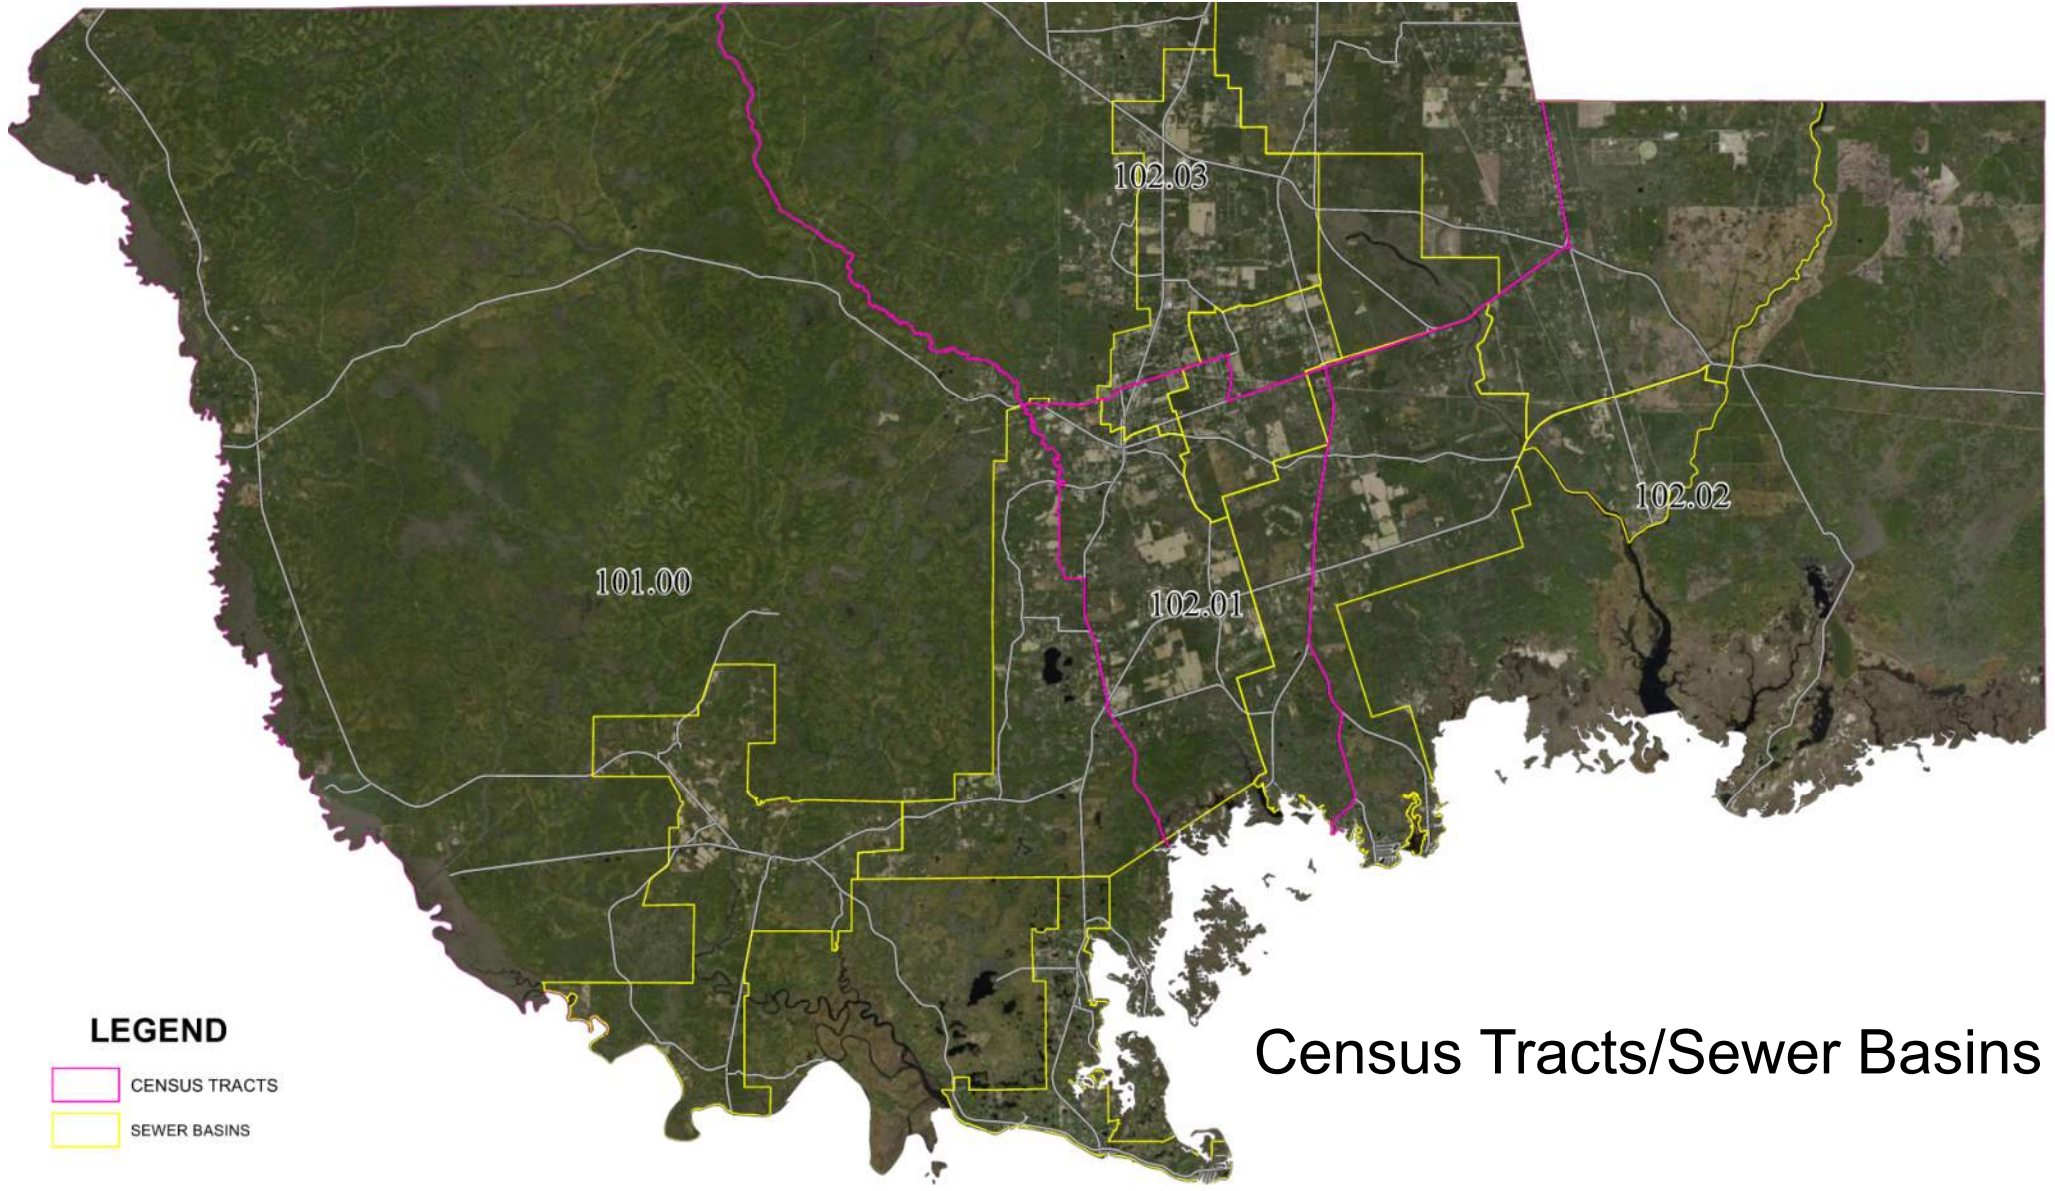 102.03
102.02
101.00
102.01
LEGEND
CENSUS TRACTS
SEWER BASINS
Census Tracts/Sewer Basins